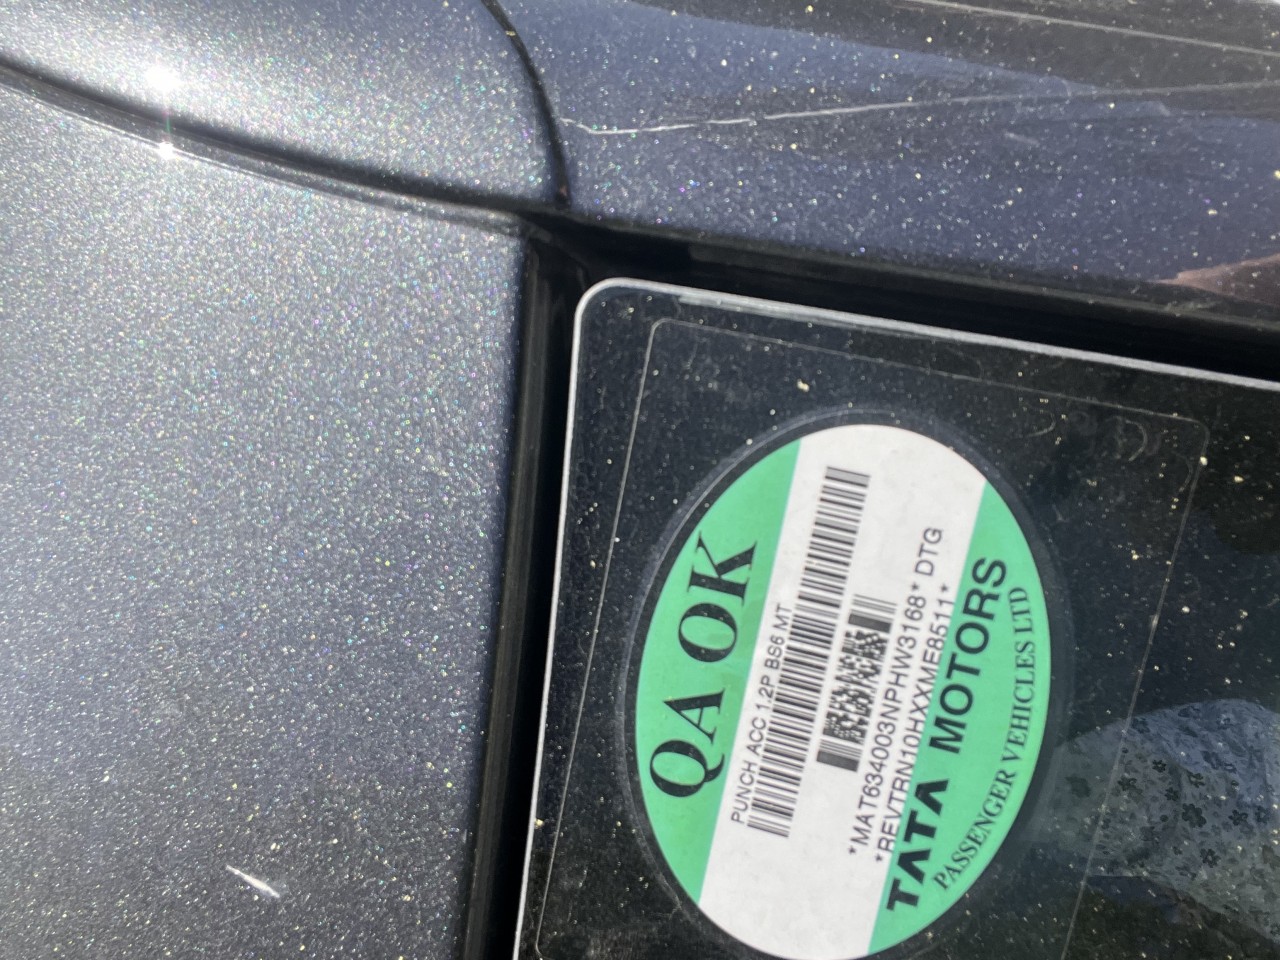 QA OK
PUNCH ACC 1.2P BS6 MT
*MAT634003NPHW3168* DTG
*REVTRN10HXXME8511*
TATA MOTORS
PASSENGER VEHICLES LTD